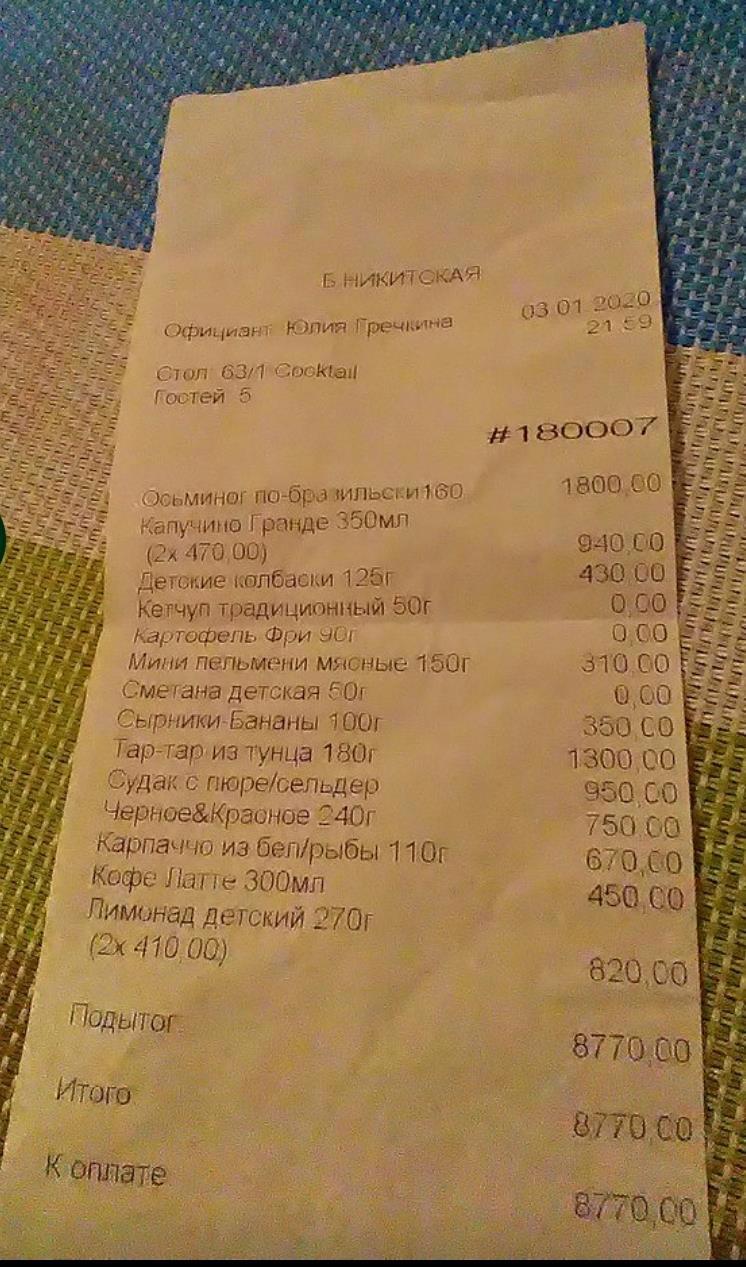 Б.НИКИТСКАЯ
Официант: Юлия Гречкина 03.01.2020
21:59
Стол: 63/1 Cocktail
Гостей: 5
#180007
Осьминог по-бразильски160 1800,00
Капучино Гранде 350мл
(2x 470,00) 940,00
Детские колбаски 125г 430,00
Кетчуп традиционный 50г 0,00
Картофель Фри 90г 0,00
Мини пельмени мясные 150г 310,00
Сметана детская 50г 0,00
Сырники-Бананы 100г 350,00
Тар-тар из тунца 180г 1300,00
Судак с пюре/сельдер 950,00
Черное&Красное 240г 750,00
Карпаччо из бел/рыбы 110г 670,00
Кофе Латте 300мл 450,00
Лимонад детский 270г
(2x 410,00) 820,00
Подытог 8770,00
Итого 8770,00
К оплате 8770,00